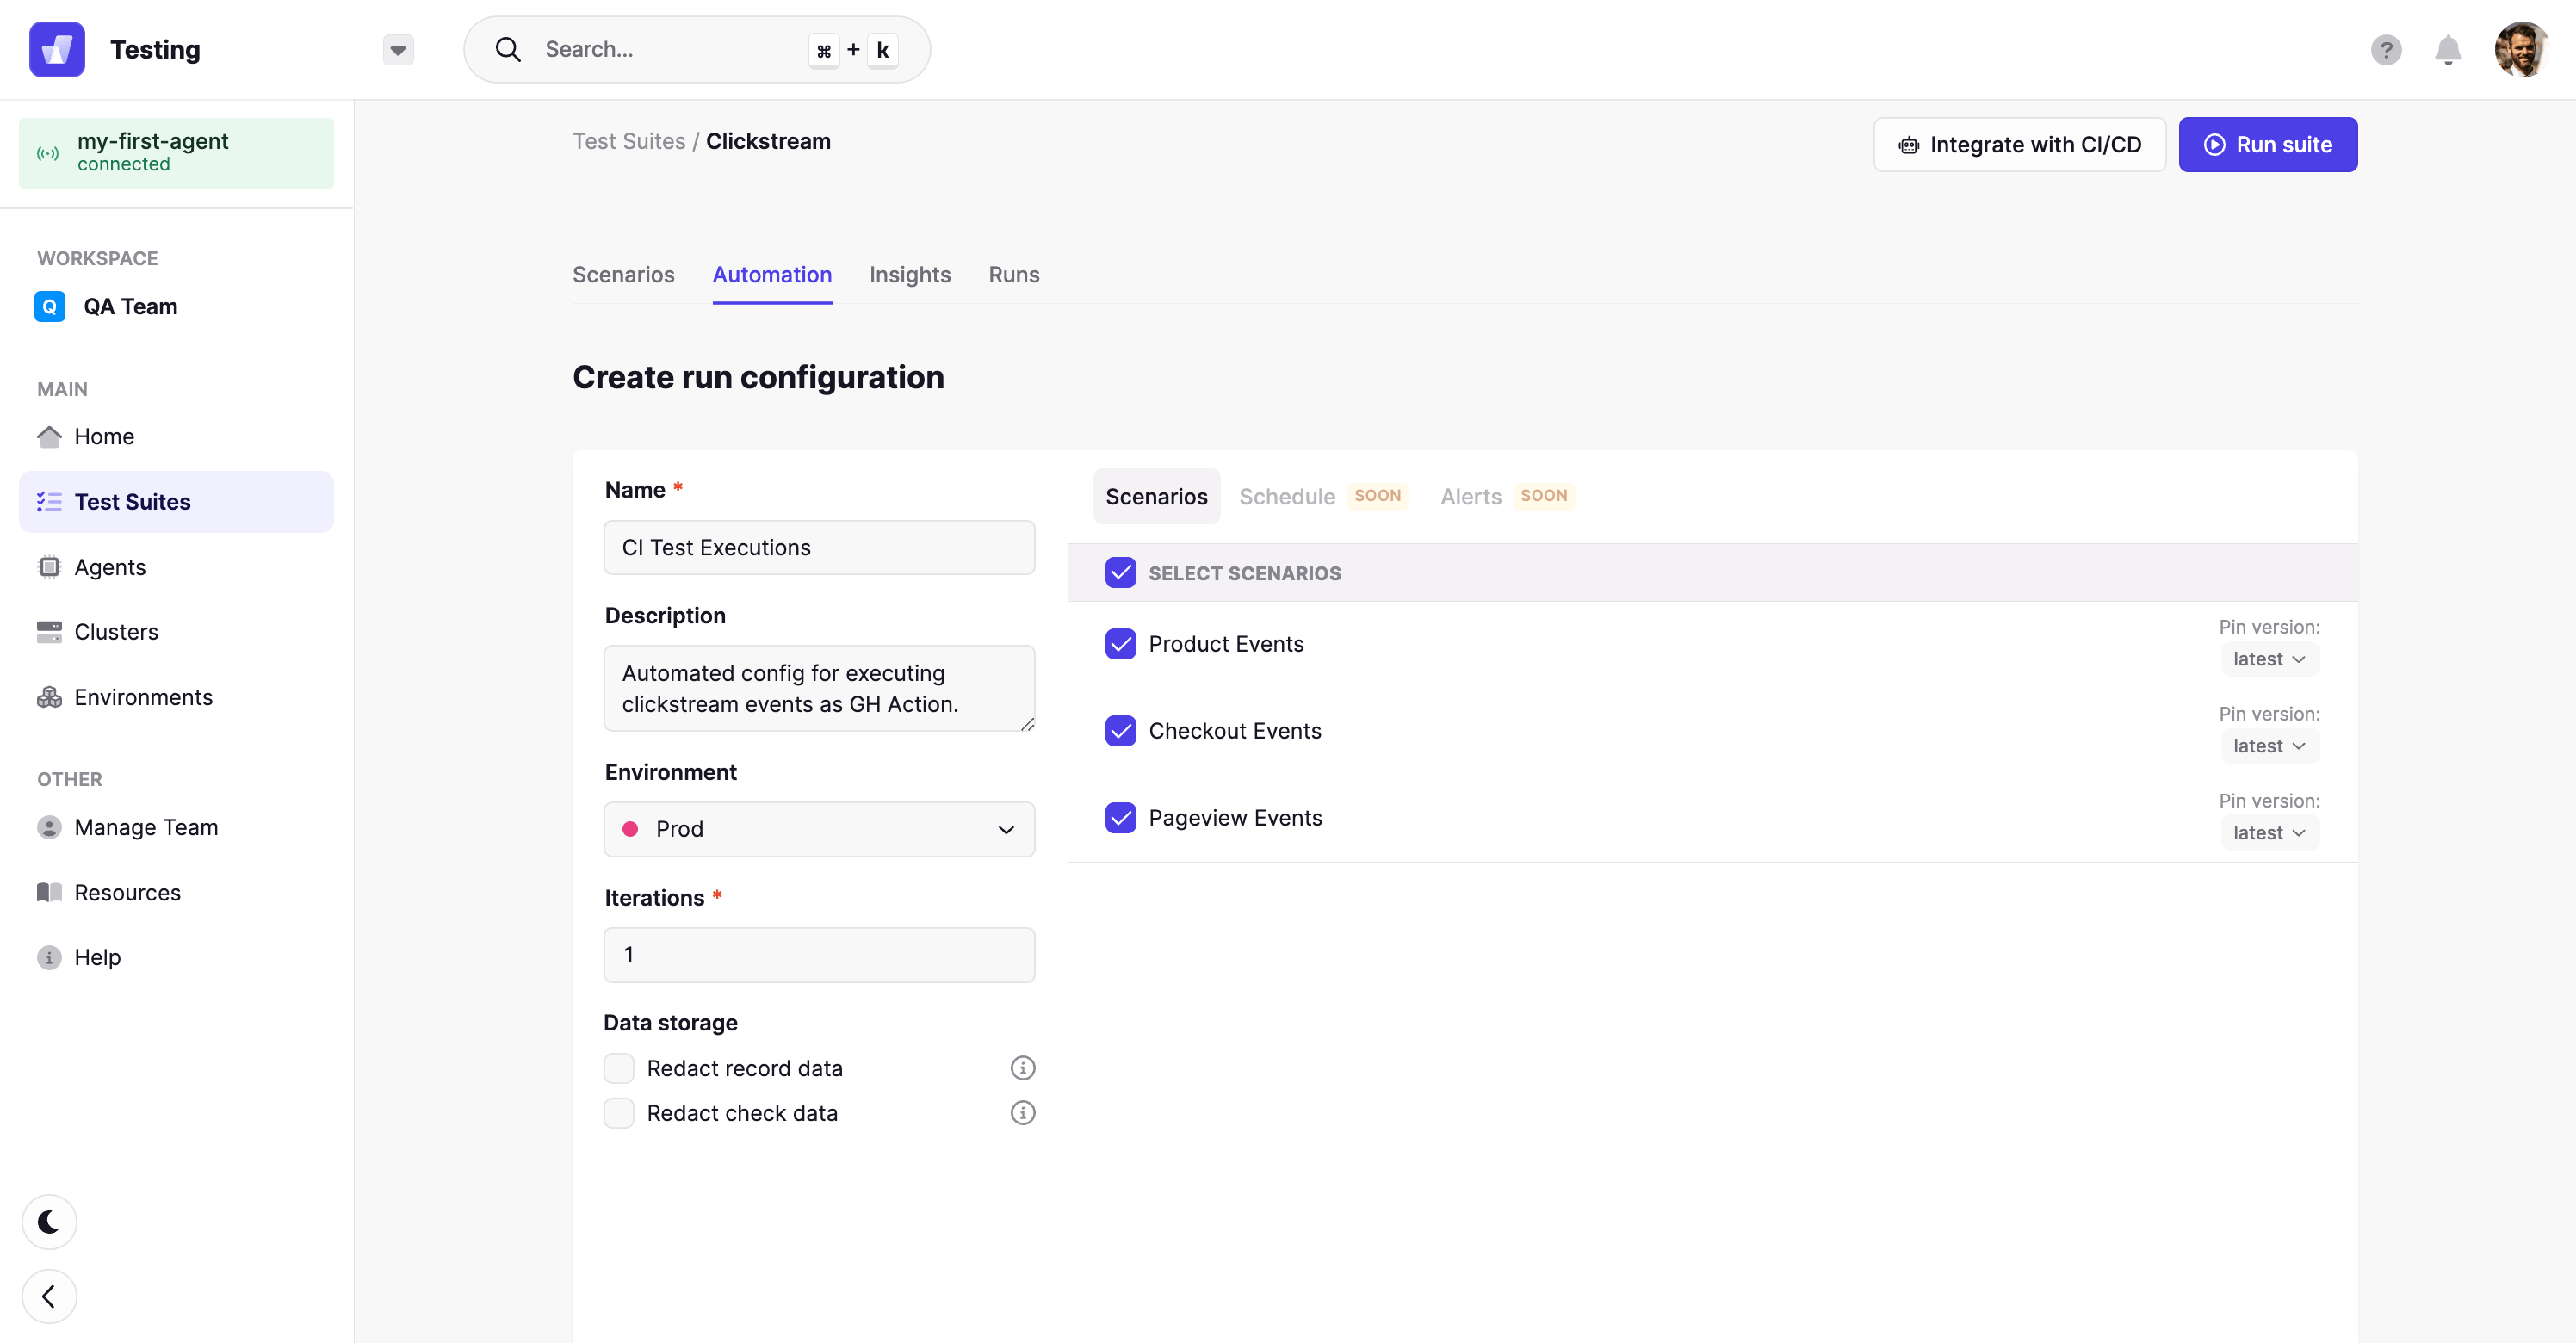 Testing
Search...
⌘ + k
?
my-first-agent
connected
Test Suites / Clickstream
Integrate with CI/CD
Run suite
WORKSPACE
Q QA Team
Scenarios Automation Insights Runs
MAIN
Home
Test Suites
Agents
Clusters
Environments
OTHER
Manage Team
Resources
Help
Create run configuration
Name *
CI Test Executions
Description
Automated config for executing
clickstream events as GH Action.
Environment
Prod
Iterations *
1
Data storage
Redact record data
Redact check data
Scenarios Schedule SOON Alerts SOON
SELECT SCENARIOS
Product Events
Pin version:
latest
Checkout Events
Pin version:
latest
Pageview Events
Pin version:
latest